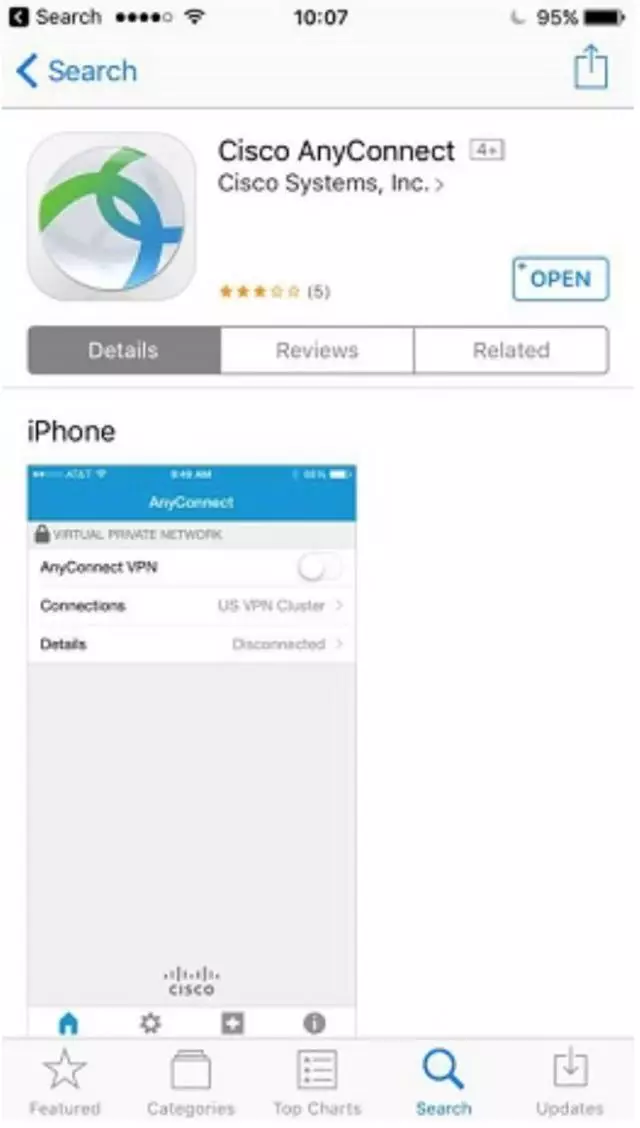 Search 10:07 95%
Search
Cisco AnyConnect 4+
Cisco Systems, Inc. >
(5)
+ OPEN
Details Reviews Related
iPhone
AT&T 9:49 AM 88%
AnyConnect
VIRTUAL PRIVATE NETWORK
AnyConnect VPN
Connections US VPN Cluster >
Details Disconnected >
CISCO
Featured Categories Top Charts Search Updates